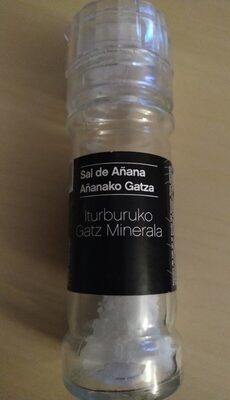 Sal de Añana
Añanako Gatza
Iturburuko
Gatz Minerala